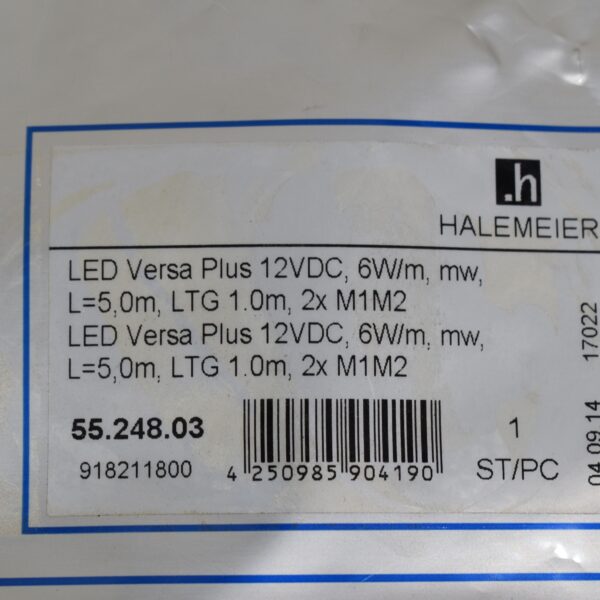 .h
HALEMEIER
LED Versa Plus 12VDC, 6W/m, mw,
L=5,0m, LTG 1.0m, 2x M1M2
LED Versa Plus 12VDC, 6W/m, mw,
L=5,0m, LTG 1.0m, 2x M1M2
55.248.03
918211800
4 250985 904190
1
ST/PC
04.09.14
17022